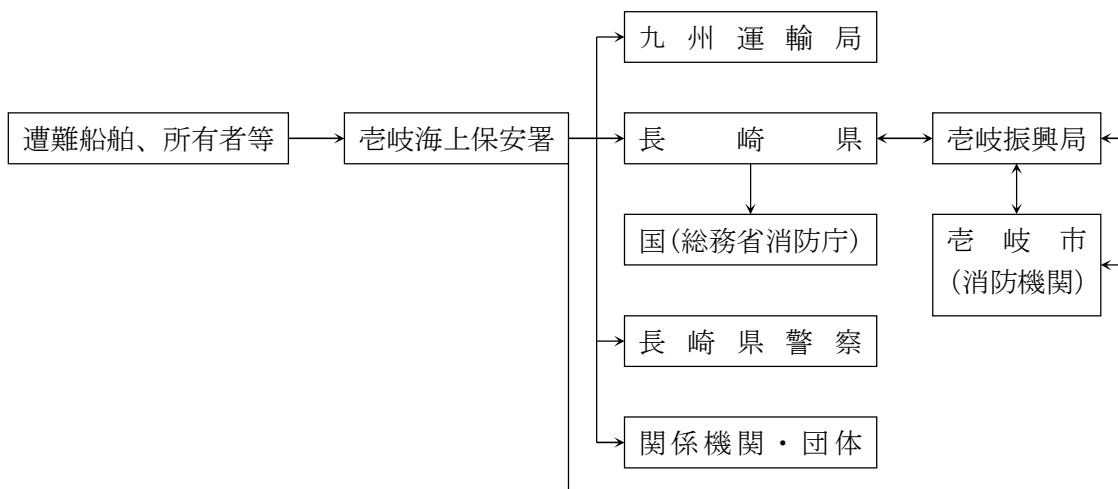 九州運輸局
遭難船舶、所有者等
壱岐海上保安署
長崎県
壱岐振興局
国(総務省消防庁)
壱岐市
(消防機関)
長崎県警察
関係機関・団体